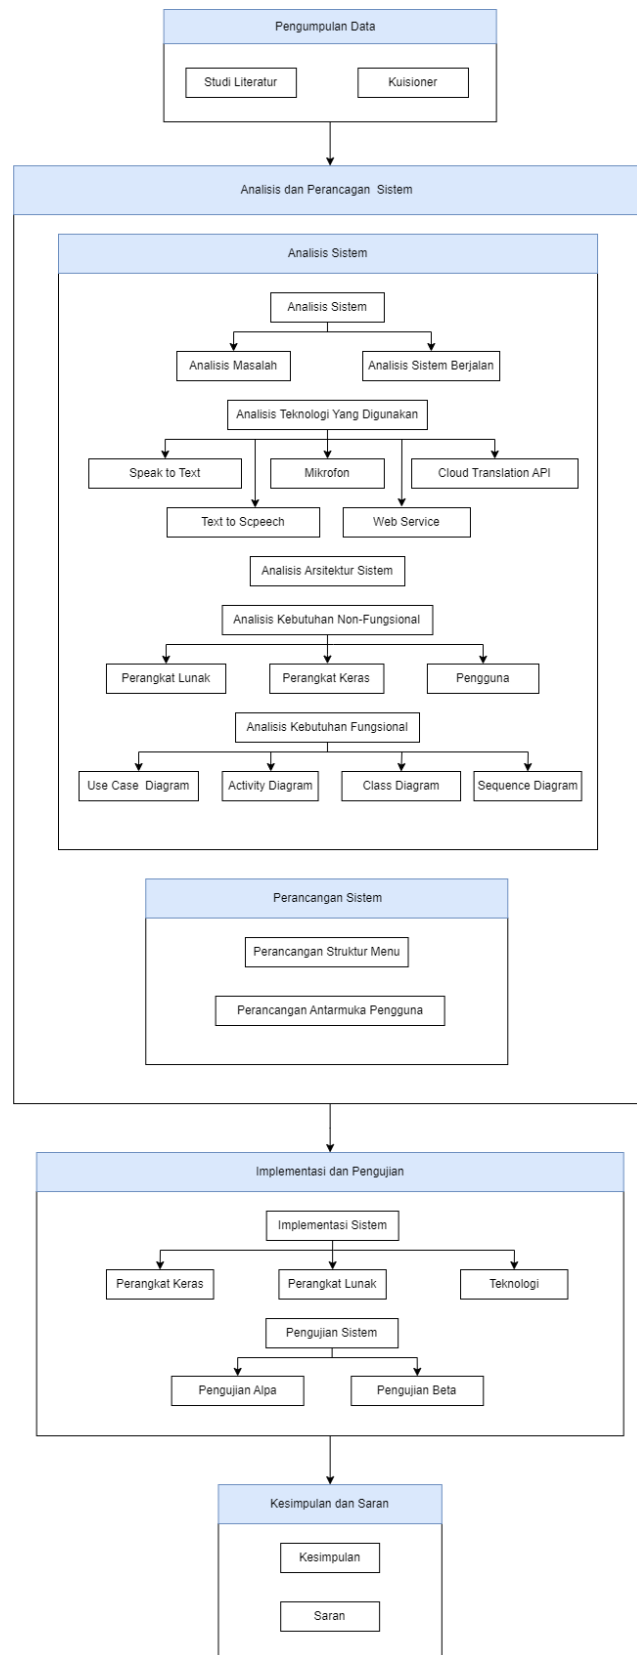 Pengumpulan Data
Studi Literatur
Kuisioner
Analisis dan Perancagan Sistem
Analisis Sistem
Analisis Sistem
Analisis Masalah
Analisis Sistem Berjalan
Analisis Teknologi Yang Digunakan
Speak to Text
Mikrofon
Cloud Translation API
Text to Scpeech
Web Service
Analisis Arsitektur Sistem
Analisis Kebutuhan Non-Fungsional
Perangkat Lunak
Perangkat Keras
Pengguna
Analisis Kebutuhan Fungsional
Use Case Diagram
Activity Diagram
Class Diagram
Sequence Diagram
Perancangan Sistem
Perancangan Struktur Menu
Perancangan Antarmuka Pengguna
Implementasi dan Pengujian
Implementasi Sistem
Perangkat Keras
Perangkat Lunak
Teknologi
Pengujian Sistem
Pengujian Alpa
Pengujian Beta
Kesimpulan dan Saran
Kesimpulan
Saran